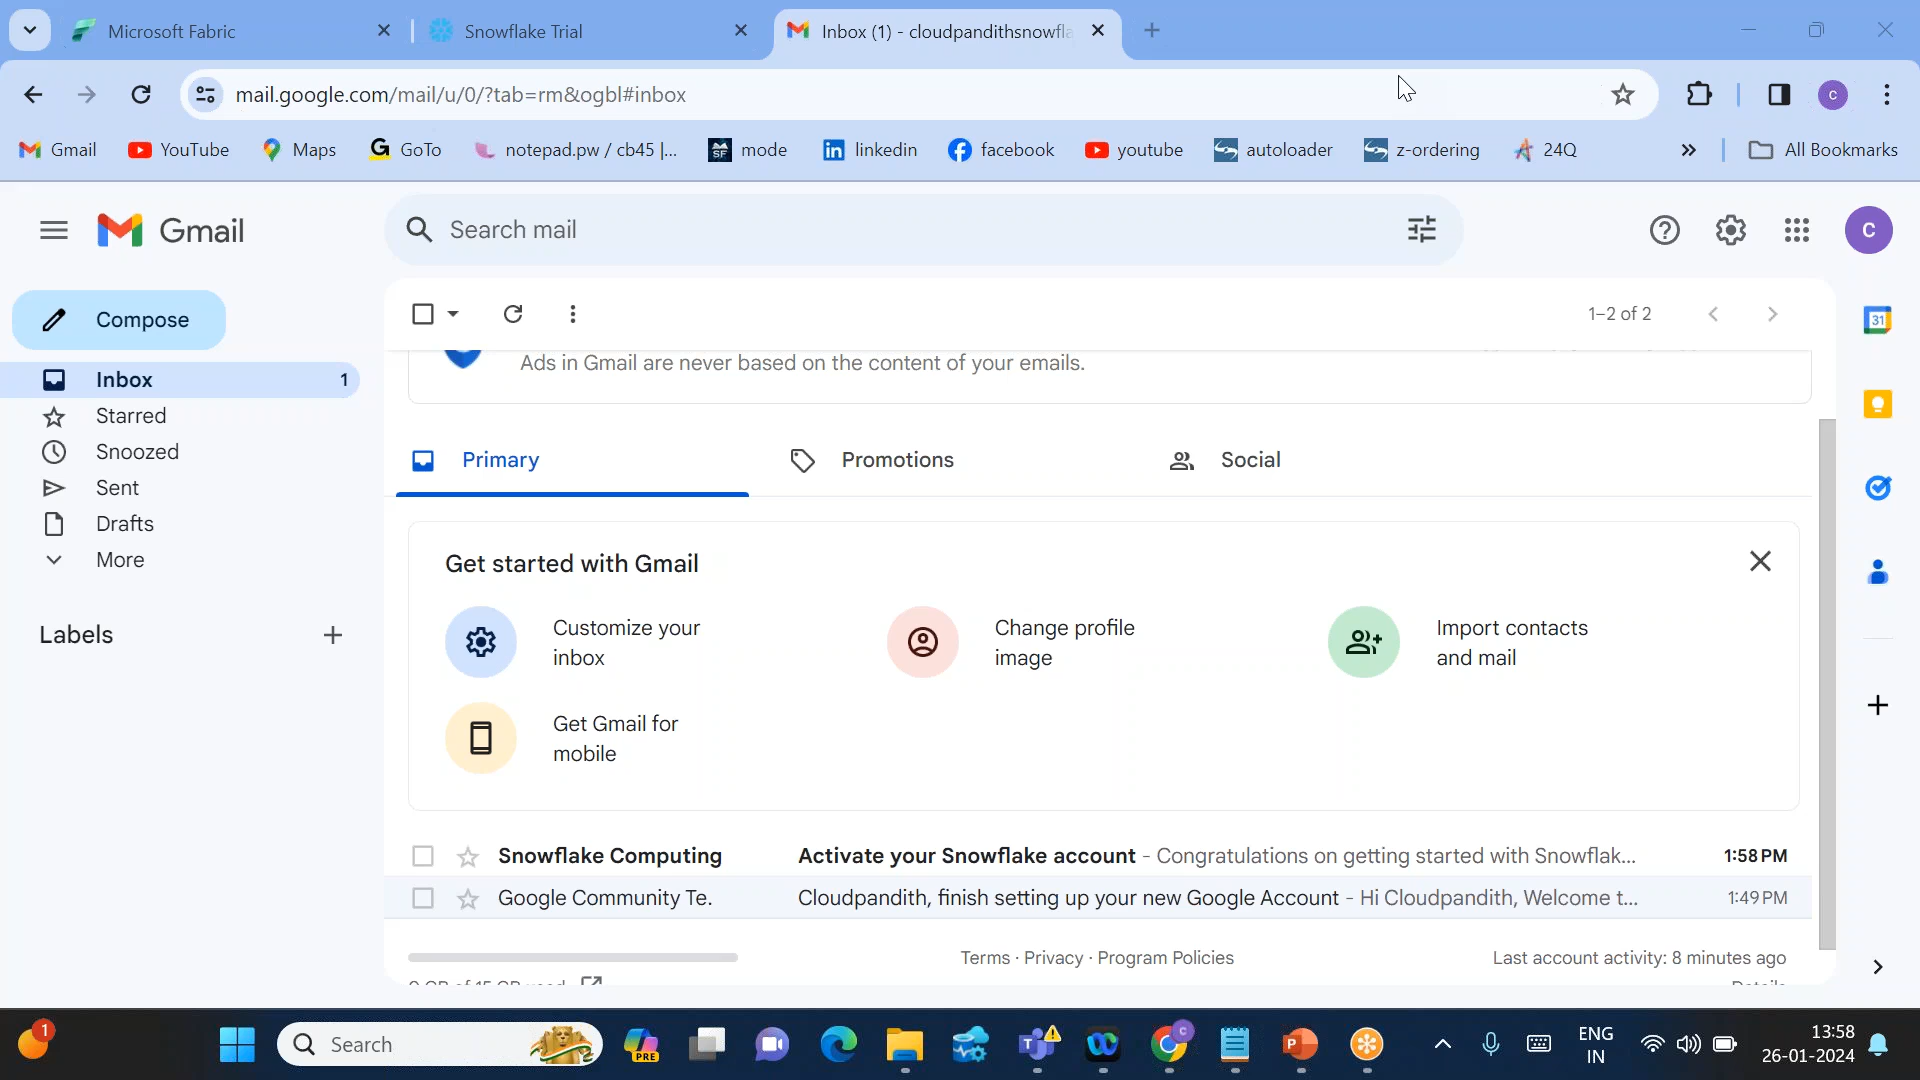 Microsoft Fabric
Snowflake Trial
Inbox (1) - cloudpandithsnowfla
mail.google.com/mail/u/0/?tab=rm&ogbl#inbox
Gmail YouTube Maps GoTo notepad.pw / cb45 |... mode linkedin facebook youtube autoloader z-ordering 24Q » All Bookmarks
Gmail
Search mail
C
Compose
1–2 of 2
31
Ads in Gmail are never based on the content of your emails.
Inbox 1
Starred
Snoozed
Sent
Drafts
More
Labels
Primary
Promotions
Social
Get started with Gmail
Customize your
inbox
Change profile
image
Import contacts
and mail
Get Gmail for
mobile
Snowflake Computing Activate your Snowflake account - Congratulations on getting started with Snowflak... 1:58 PM
Google Community Te. Cloudpandith, finish setting up your new Google Account - Hi Cloudpandith, Welcome t... 1:49 PM
Terms · Privacy · Program Policies
Last account activity: 8 minutes ago
1
Search
PRE
ENG
IN
13:58
26-01-2024